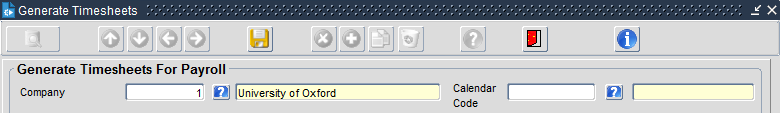 Generate Timesheets
Generate Timesheets For Payroll
Company 1 University of Oxford Calendar Code